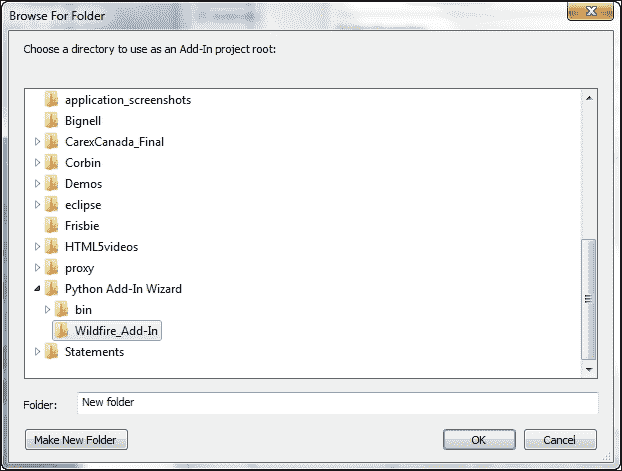 Browse For Folder
Choose a directory to use as an Add-In project root:
application_screenshots
Bignell
CarexCanada_Final
Corbin
Demos
eclipse
Frisbie
HTML5videos
proxy
Python Add-In Wizard
bin
Wildfire_Add-In
Statements
Folder: New folder
Make New Folder OK Cancel